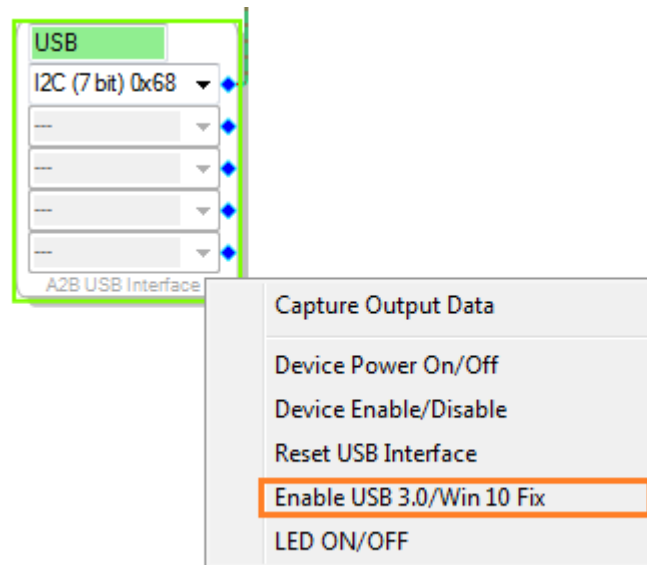 USB
I2C (7 bit) 0x68
---
---
---
---
A2B USB Interface
Capture Output Data
Device Power On/Off
Device Enable/Disable
Reset USB Interface
Enable USB 3.0/Win 10 Fix
LED ON/OFF